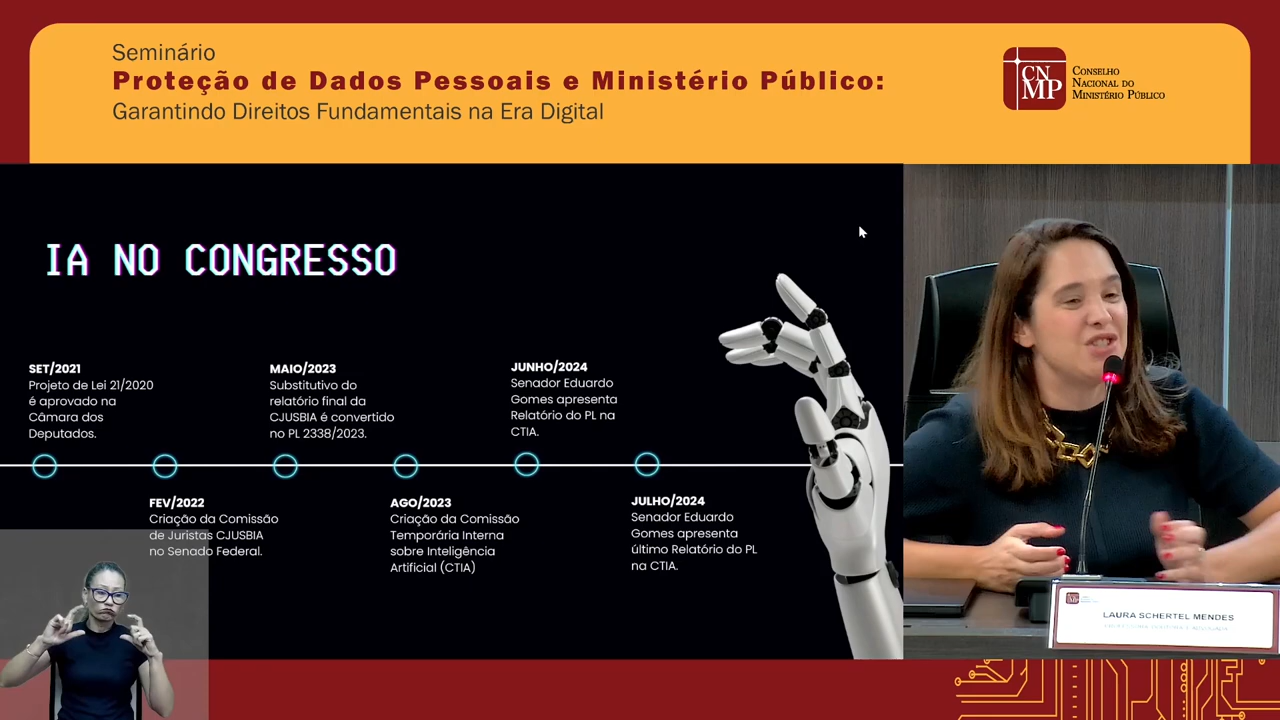 Seminário
Proteção de Dados Pessoais e Ministério Público:
Garantindo Direitos Fundamentais na Era Digital
CN
MP
Conselho
Nacional do
Ministério Público
IA NO CONGRESSO
SET/2021
Projeto de Lei 21/2020
é aprovado na
Câmara dos
Deputados.
MAIO/2023
Substitutivo do
relatório final da
CJUSBIA é convertido
no PL 2338/2023.
JUNHO/2024
Senador Eduardo
Gomes apresenta
Relatório do PL na
CTIA.
FEV/2022
Criação da Comissão
de Juristas CJUSBIA
no Senado Federal.
AGO/2023
Criação da Comissão
Temporária Interna
sobre Inteligência
Artificial (CTIA)
JULHO/2024
Senador Eduardo
Gomes apresenta
último Relatório do PL
na CTIA.
LAURA SCHERTEL MENDES